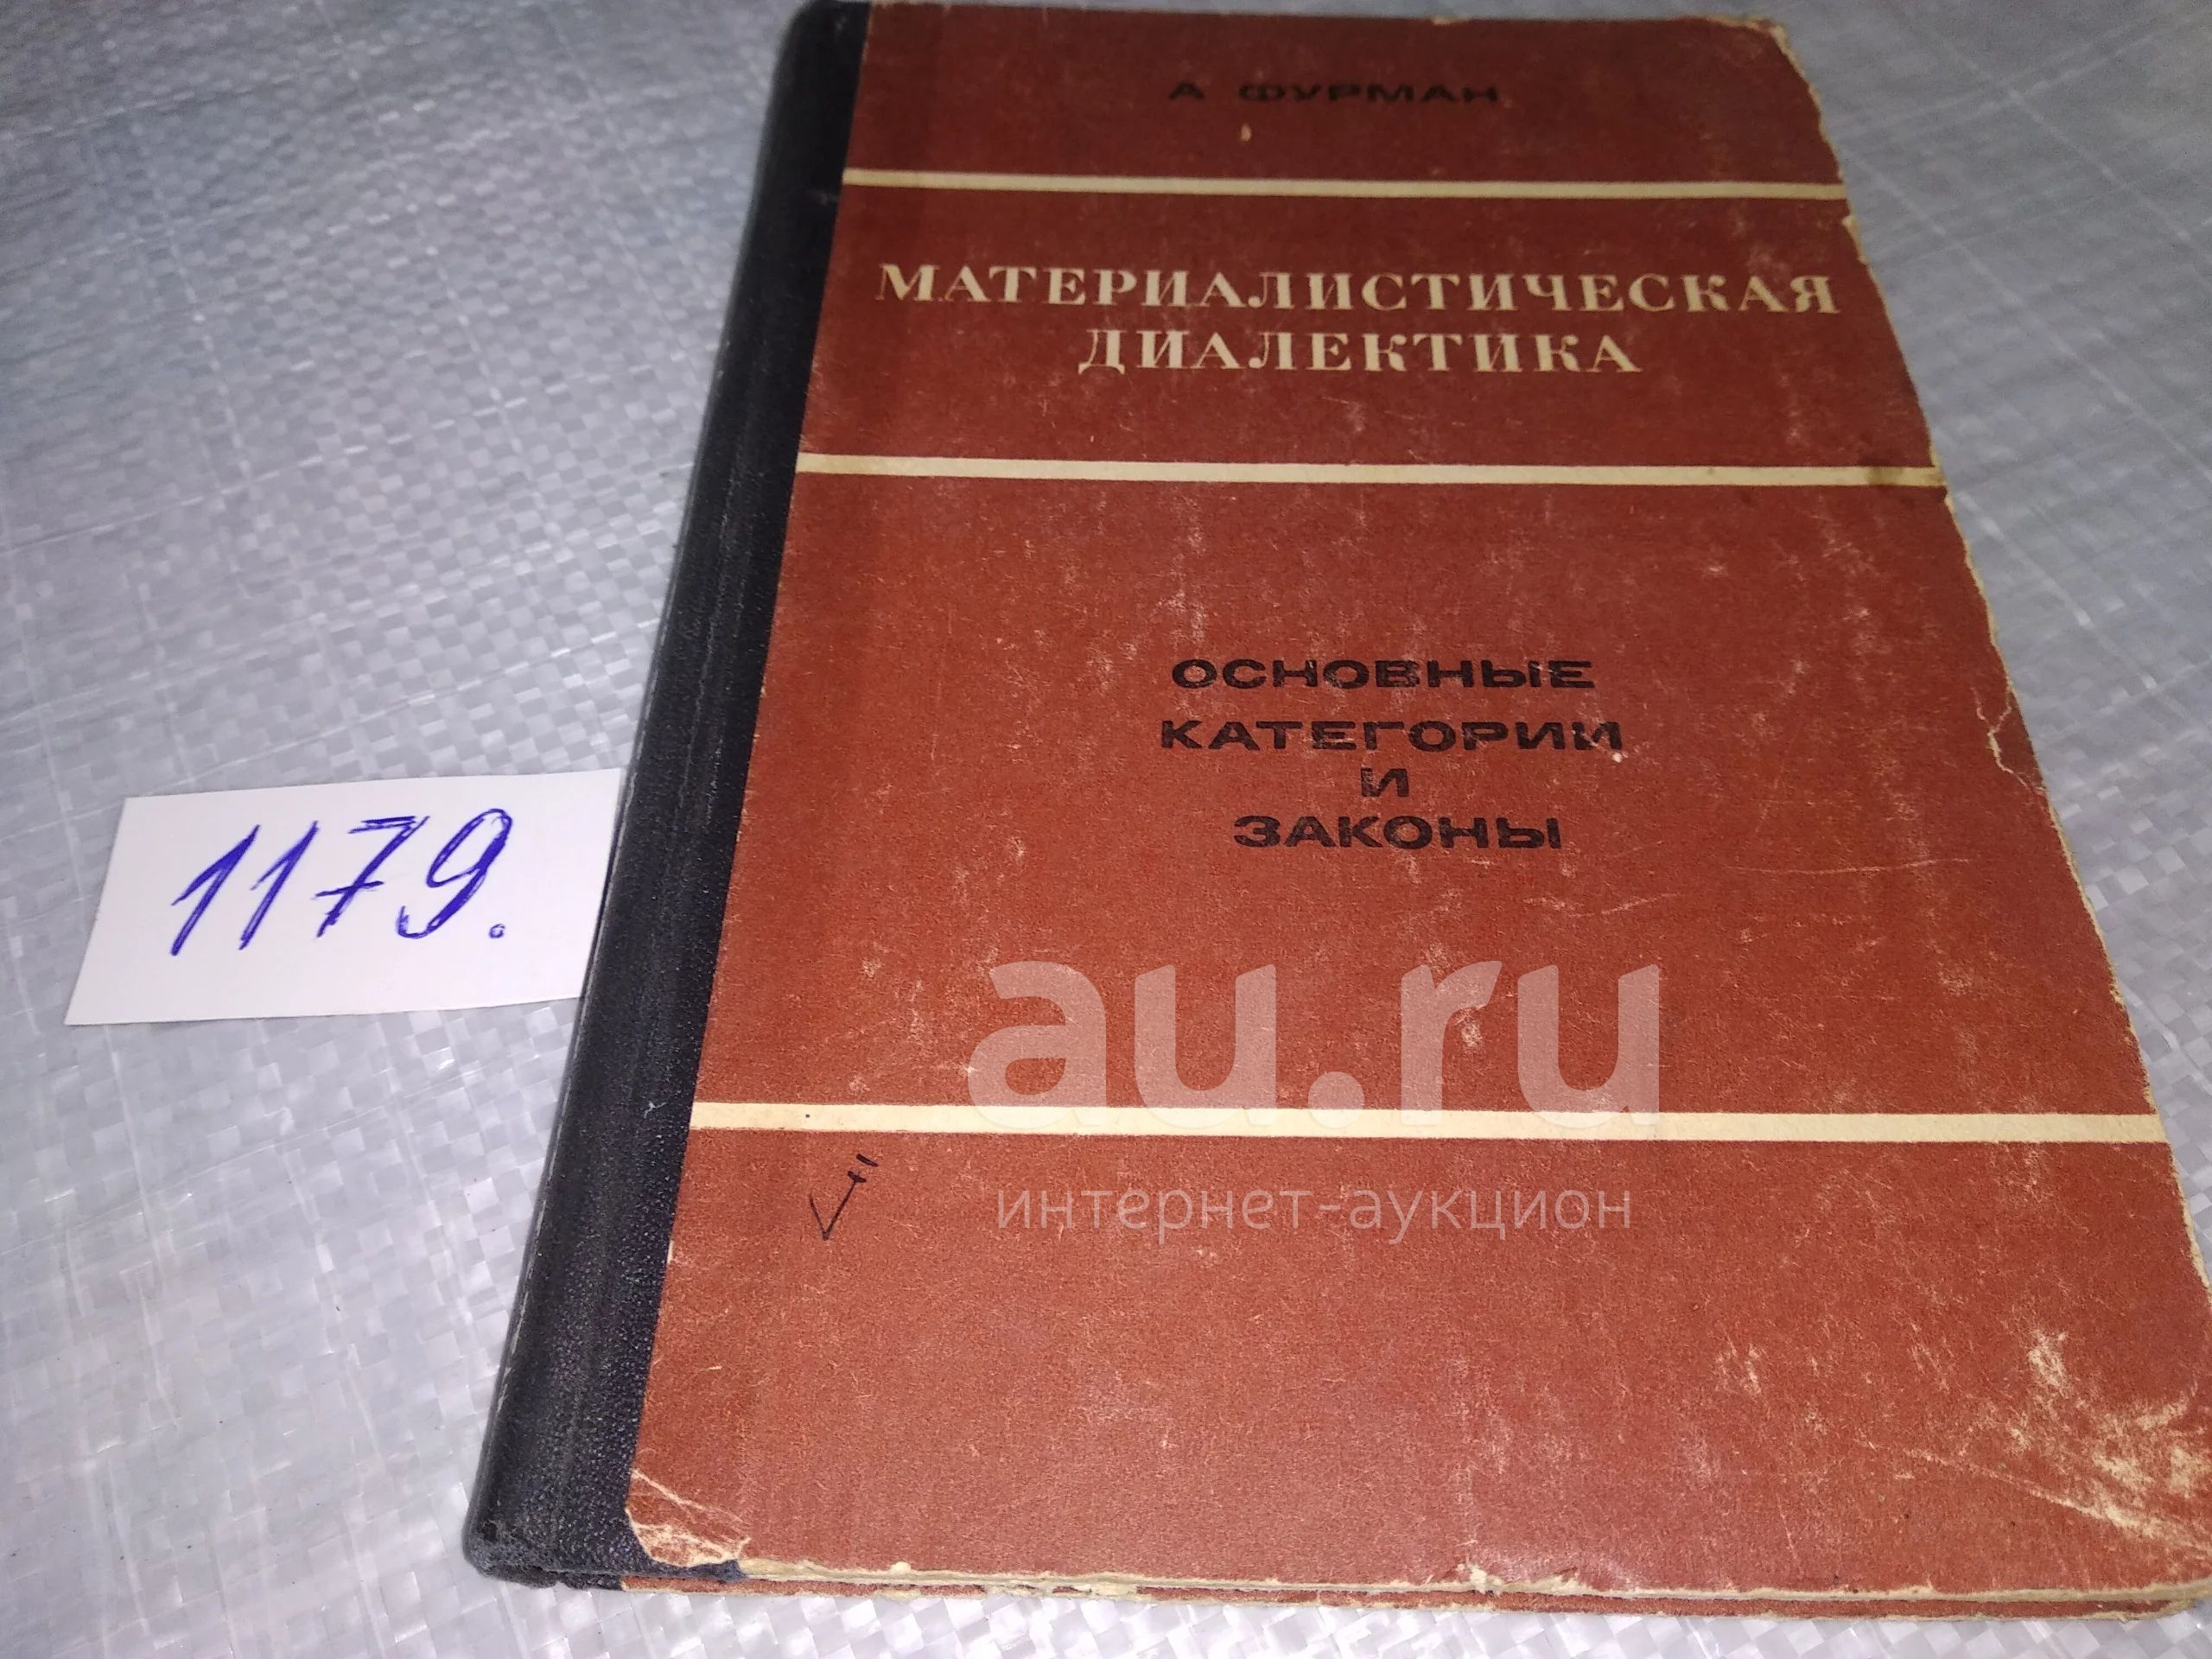 А ФУРМАН
МАТЕРИАЛИСТИЧЕСКАЯ
ДИАЛЕКТИКА
ОСНОВНЫЕ
КАТЕГОРИИ
И
ЗАКОНЫ
1179.
au.ru
интернет-аукцион